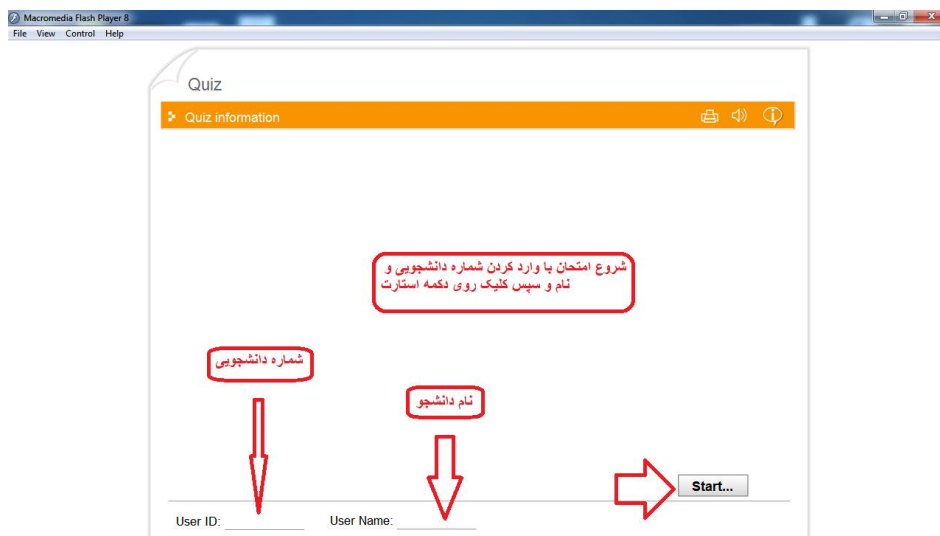 Macromedia Flash Player 8
File View Control Help
Quiz
Quiz information
شروع امتحان با وارد کردن شماره دانشجویی و
نام و سپس کلیک روی دکمه استارت
شماره دانشجویی
نام دانشجو
Start...
User ID:
User Name: